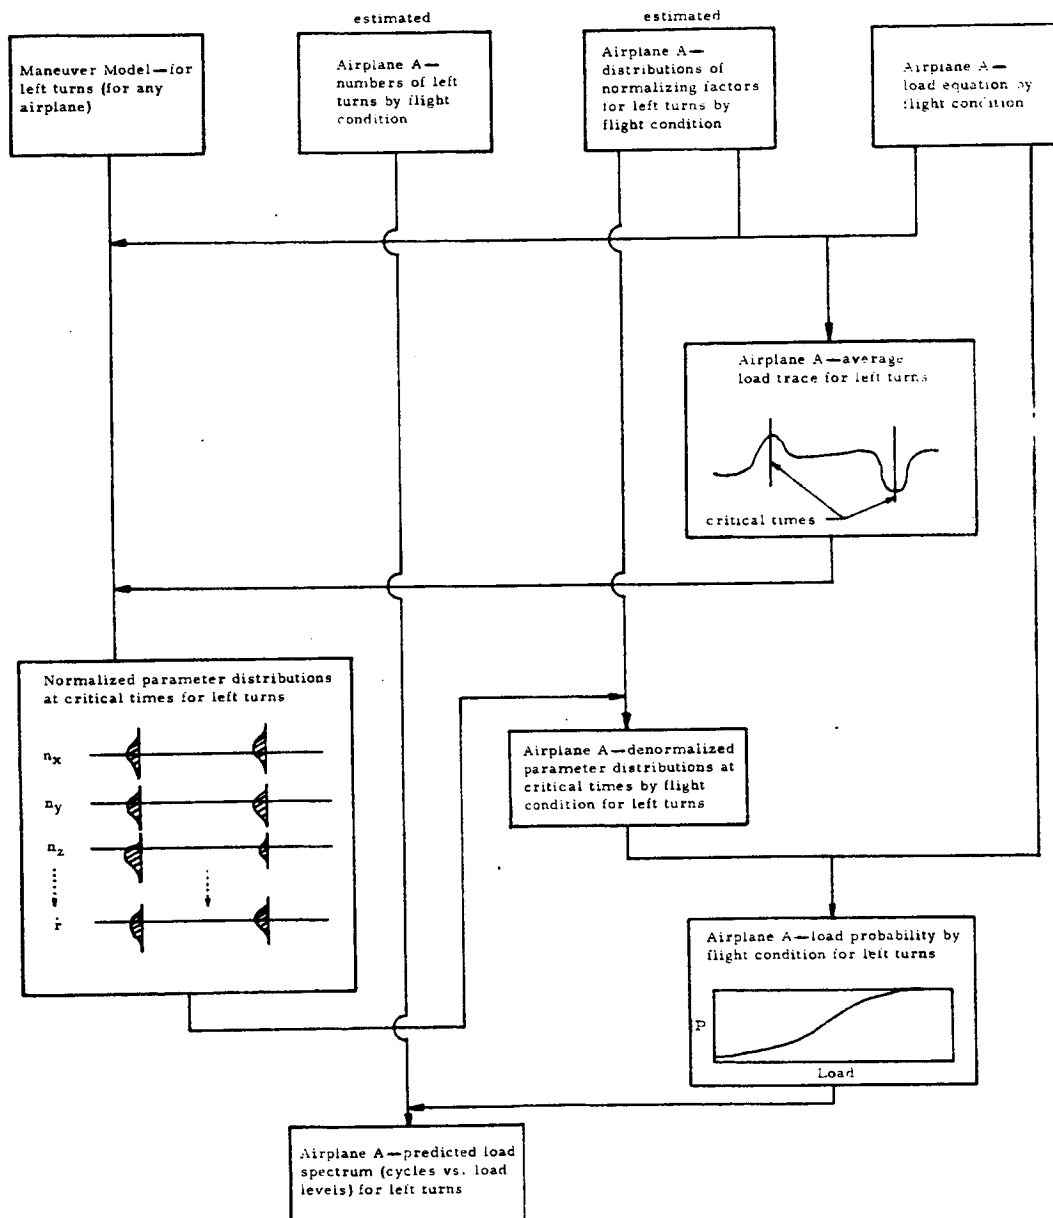 estimated
estimated
Maneuver Model—for
left turns (for any
airplane)
Airplane A—
numbers of left
turns by flight
condition
Airplane A—
distributions of
normalizing factors
for left turns by
flight condition
Airplane A—
load equation by
flight condition
Airplane A—average
load trace for left turns
critical times
Normalized parameter distributions
at critical times for left turns
nx
ny
nz
ṙ
Airplane A—denormalized
parameter distributions at
critical times by flight
condition for left turns
Airplane A—load probability by
flight condition for left turns
P
Load
Airplane A—predicted load
spectrum (cycles vs. load
levels) for left turns